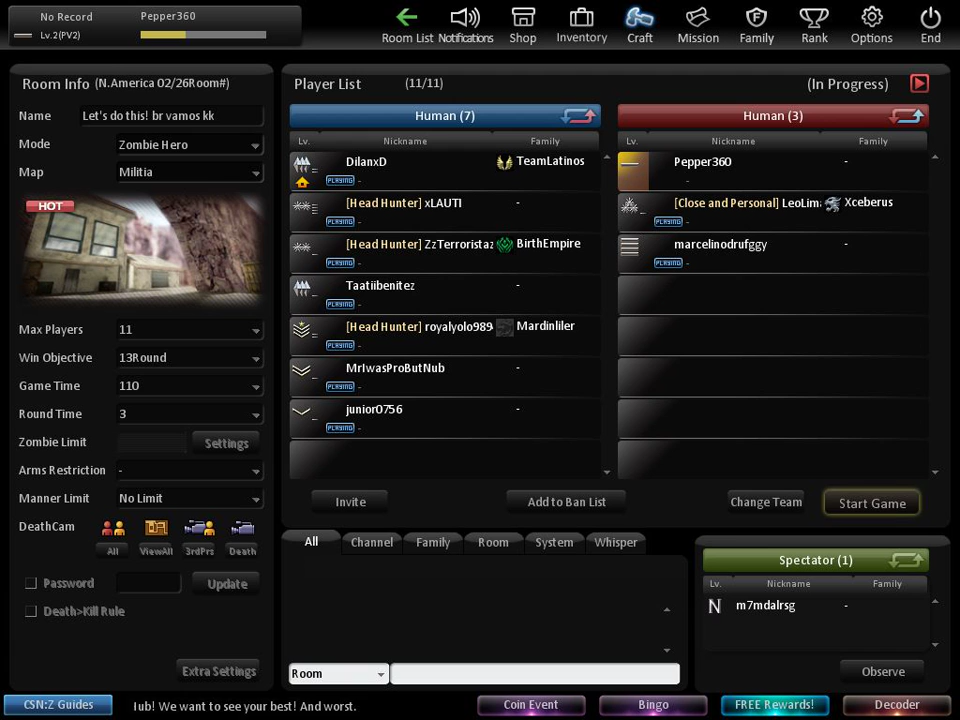 No Record
Pepper360
Lv.2(PV2)
Room List
Notifications
Shop
Inventory
Craft
Mission
Family
Rank
Options
End
Room Info (N.America 02/26Room#)
Name Let's do this! br vamos kk
Mode Zombie Hero
Map Militia
HOT
Max Players 11
Win Objective 13Round
Game Time 110
Round Time 3
Zombie Limit Settings
Arms Restriction -
Manner Limit No Limit
DeathCam
All ViewAll 3rdPrs Death
Password Update
Death>Kill Rule
Extra Settings
Player List (11/11) (In Progress)
Human (7)
Lv. Nickname Family
DilanxD TeamLatinos
PLAYING -
[Head Hunter] xLAUTI -
PLAYING -
[Head Hunter] ZzTerroristaz BirthEmpire
PLAYING -
Taatiibenitez -
PLAYING -
[Head Hunter] royalyolo989 Mardinliler
PLAYING -
MrIwasProButNub -
PLAYING -
junior0756 -
PLAYING -
Human (3)
Lv. Nickname Family
Pepper360 -
-
[Close and Personal] LeoLim Xceberus
PLAYING -
marcelinodrufggy -
PLAYING -
Invite
Add to Ban List
Change Team
Start Game
All Channel Family Room System Whisper
Room
Spectator (1)
Lv. Nickname Family
N m7mdalrsg -
Observe
CSN:Z Guides
lub! We want to see your best! And worst.
Coin Event
Bingo
FREE Rewards!
Decoder